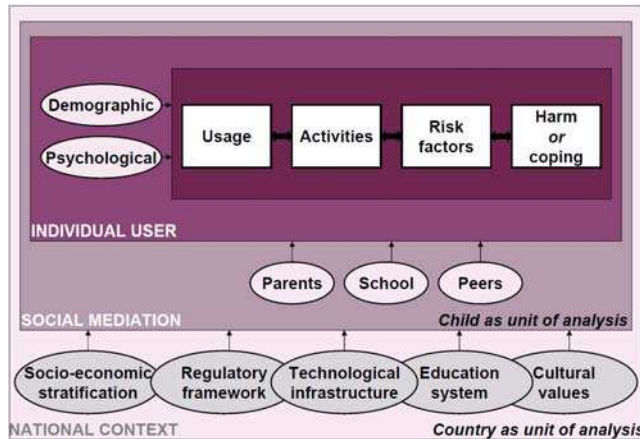 Demographic
Psychological
Usage
Activities
Risk
factors
Harm
or
coping
INDIVIDUAL USER
Parents
School
Peers
SOCIAL MEDIATION
Child as unit of analysis
Socio-economic
stratification
Regulatory
framework
Technological
infrastructure
Education
system
Cultural
values
NATIONAL CONTEXT
Country as unit of analysis